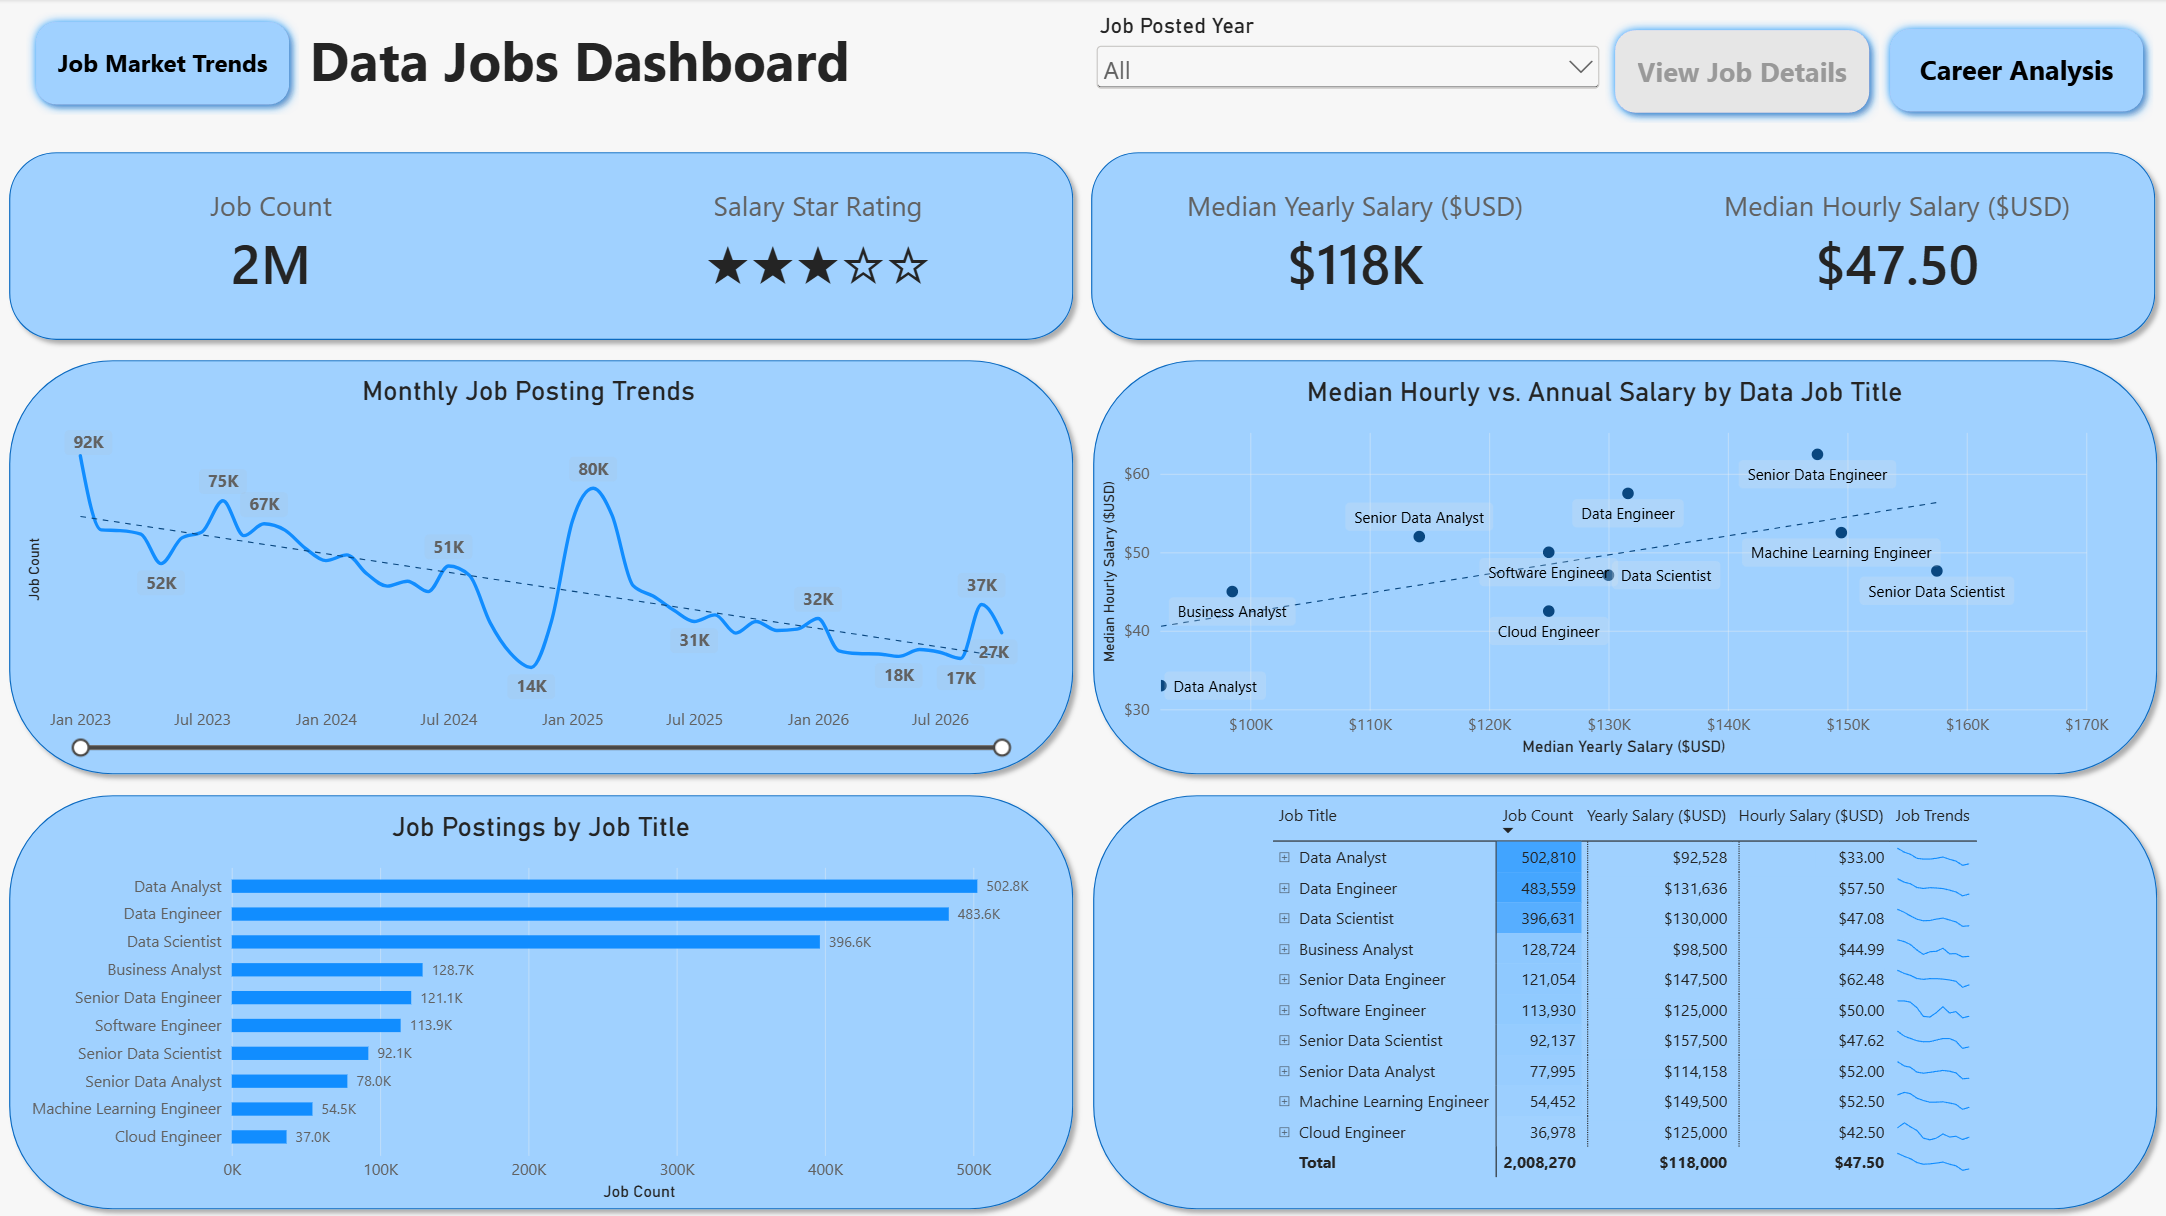 Job Market Trends
Data Jobs Dashboard
Job Posted Year
All
View Job Details
Career Analysis
Job Count
2M
Salary Star Rating
★★★☆☆
Median Yearly Salary ($USD)
$118K
Median Hourly Salary ($USD)
$47.50
Monthly Job Posting Trends
Job Count
92K
52K
75K
67K
51K
14K
80K
31K
32K
18K
17K
37K
27K
Jan 2023 Jul 2023 Jan 2024 Jul 2024 Jan 2025 Jul 2025 Jan 2026 Jul 2026
Median Hourly vs. Annual Salary by Data Job Title
Median Hourly Salary ($USD)
$60
$50
$40
$30
Senior Data Engineer
Data Engineer
Senior Data Analyst
Machine Learning Engineer
Software Engineer
Data Scientist
Senior Data Scientist
Business Analyst
Cloud Engineer
Data Analyst
$100K $110K $120K $130K $140K $150K $160K $170K
Median Yearly Salary ($USD)
Job Postings by Job Title
Data Analyst 502.8K
Data Engineer 483.6K
Data Scientist 396.6K
Business Analyst 128.7K
Senior Data Engineer 121.1K
Software Engineer 113.9K
Senior Data Scientist 92.1K
Senior Data Analyst 78.0K
Machine Learning Engineer 54.5K
Cloud Engineer 37.0K
0K 100K 200K 300K 400K 500K
Job Count
Job Title Job Count Yearly Salary ($USD) Hourly Salary ($USD) Job Trends
Data Analyst 502,810 $92,528 $33.00
Data Engineer 483,559 $131,636 $57.50
Data Scientist 396,631 $130,000 $47.08
Business Analyst 128,724 $98,500 $44.99
Senior Data Engineer 121,054 $147,500 $62.48
Software Engineer 113,930 $125,000 $50.00
Senior Data Scientist 92,137 $157,500 $47.62
Senior Data Analyst 77,995 $114,158 $52.00
Machine Learning Engineer 54,452 $149,500 $52.50
Cloud Engineer 36,978 $125,000 $42.50
Total 2,008,270 $118,000 $47.50